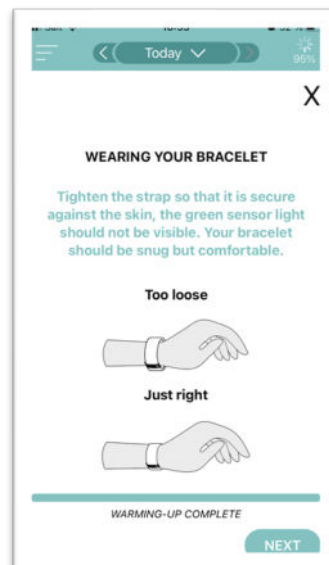 Today
95%
X
WEARING YOUR BRACELET
Tighten the strap so that it is secure
against the skin, the green sensor light
should not be visible. Your bracelet
should be snug but comfortable.
Too loose
Just right
WARMING-UP COMPLETE
NEXT